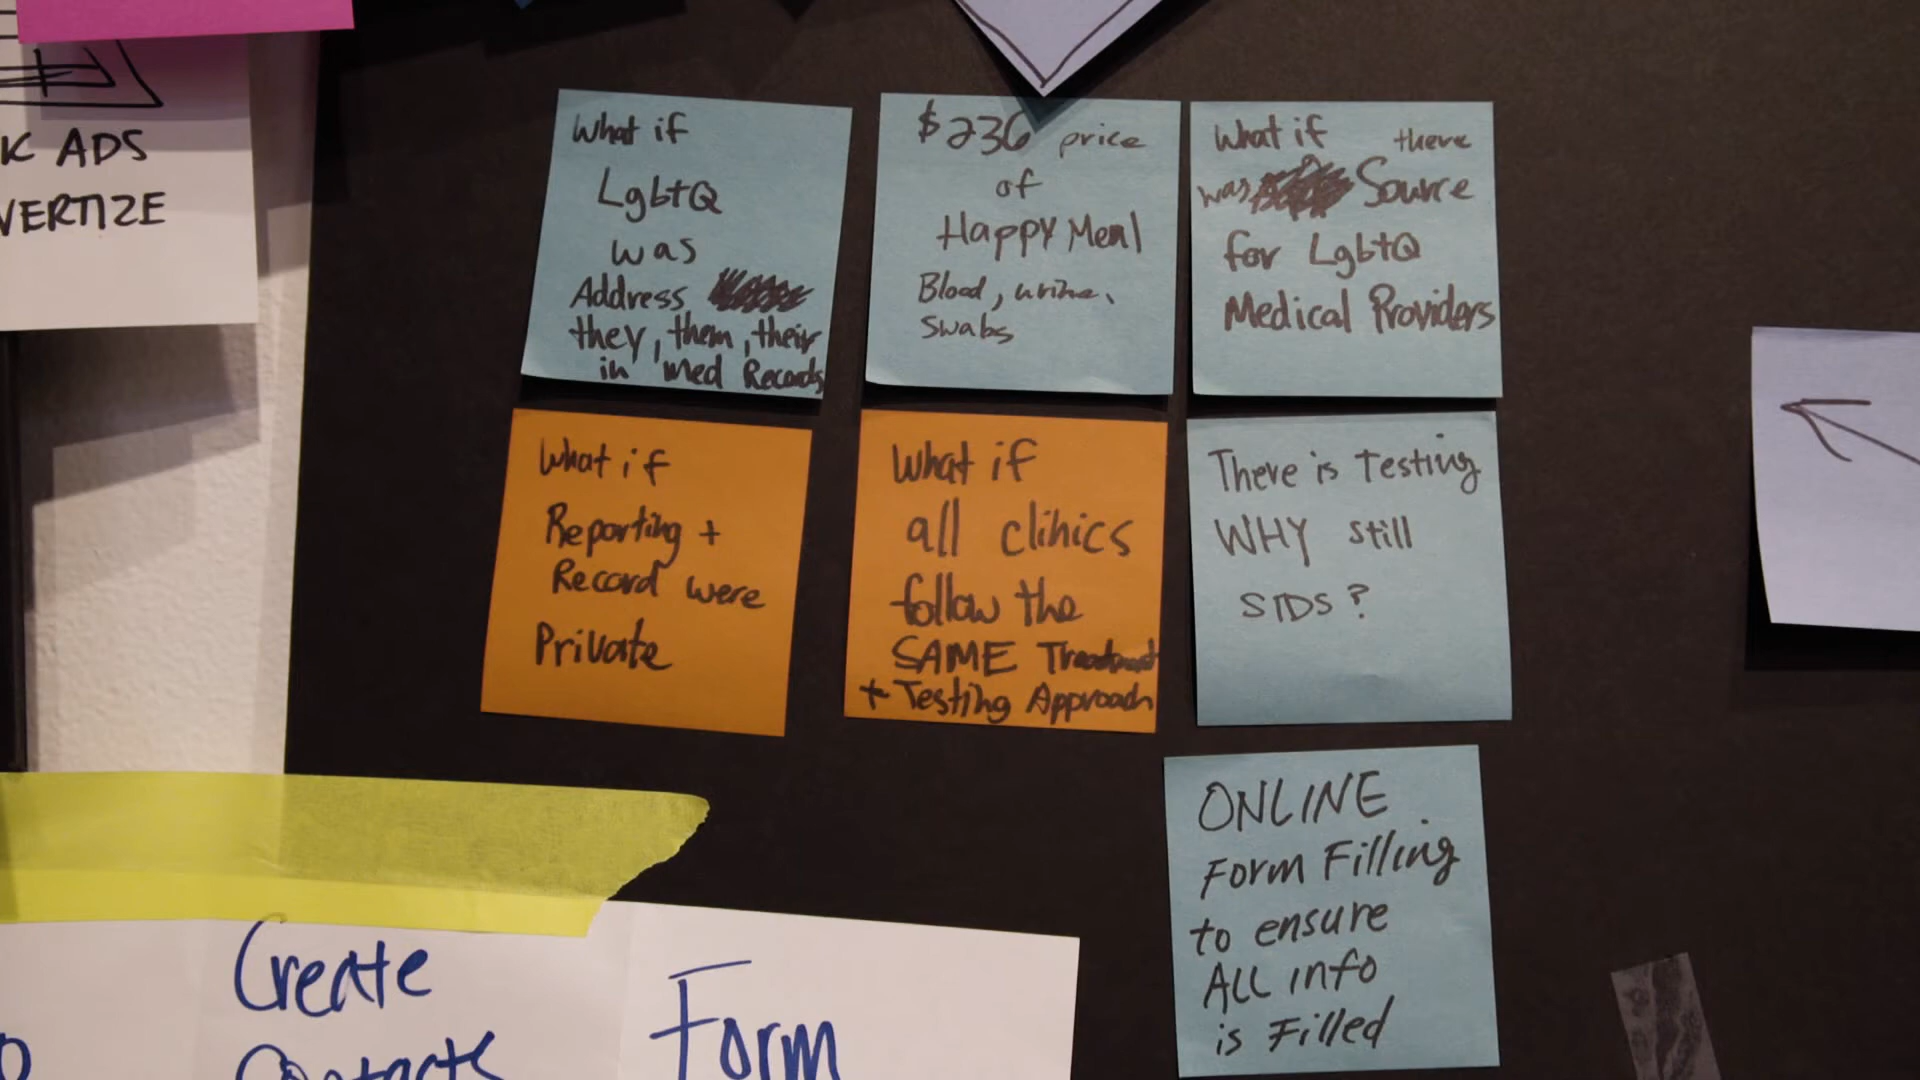 K ADS
VERTIZE
What if
LgbtQ
was
Address
they, them, their
in Med Records
$236 price
of
Happy Meal
Blood, urine,
Swabs
What if there
was Source
for LgbtQ
Medical Providers
What if
Reporting +
Record were
Private
What if
all clinics
follow the
SAME Treatment
+ Testing Approach
There is Testing
WHY still
STDS?
ONLINE
Form Filling
to ensure
ALL info
is Filled
Create
Contacts
Form